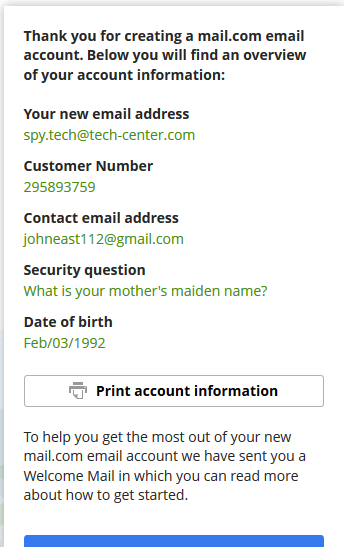 Thank you for creating a mail.com email
account. Below you will find an overview
of your account information:
Your new email address
spy.tech@tech-center.com
Customer Number
295893759
Contact email address
johneast112@gmail.com
Security question
What is your mother's maiden name?
Date of birth
Feb/03/1992
Print account information
To help you get the most out of your new
mail.com email account we have sent you a
Welcome Mail in which you can read more
about how to get started.